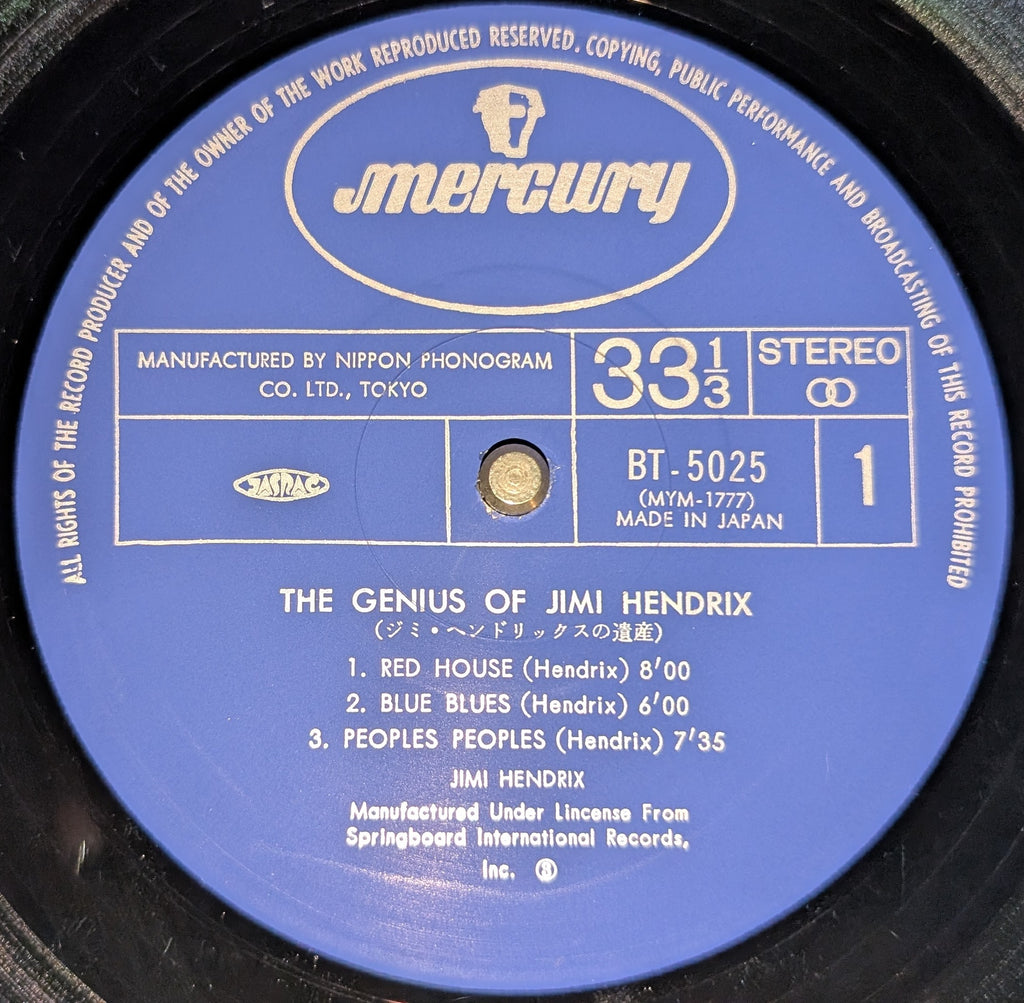 ALL RIGHTS OF THE RECORD PRODUCER AND OF THE OWNER OF THE WORK REPRODUCED RESERVED. COPYING, PUBLIC PERFORMANCE AND BROADCASTING OF THIS RECORD PROHIBITED
mercury
MANUFACTURED BY NIPPON PHONOGRAM
CO. LTD., TOKYO
33 1/3
STEREO
JASRAC
BT-5025
(MYM-1777)
MADE IN JAPAN
1
THE GENIUS OF JIMI HENDRIX
(ジミ・ヘンドリックスの遺産)
1. RED HOUSE (Hendrix) 8'00
2. BLUE BLUES (Hendrix) 6'00
3. PEOPLES PEOPLES (Hendrix) 7'35
JIMI HENDRIX
Manufactured Under Lincense From
Springboard International Records,
Inc.